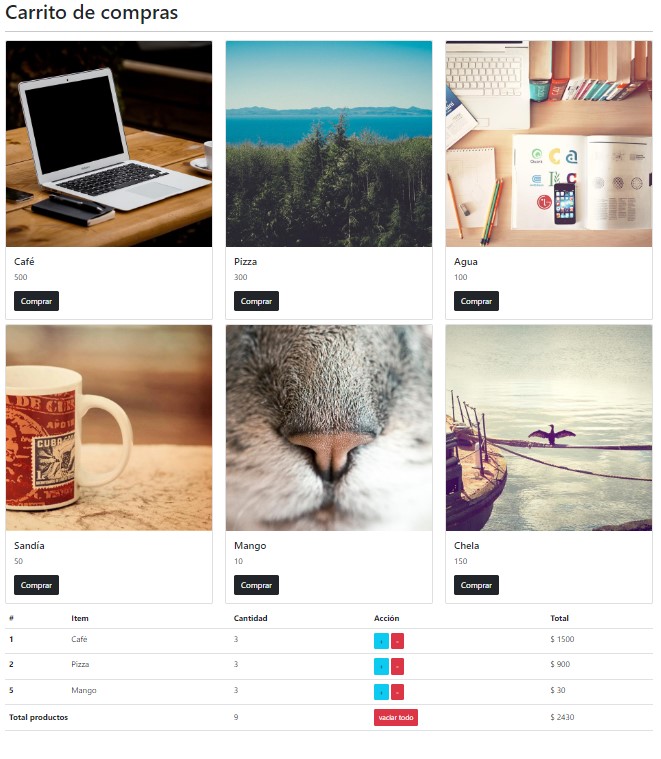 Carrito de compras
Café
500
Comprar
Pizza
300
Comprar
Agua
100
Comprar
Sandía
50
Comprar
Mango
10
Comprar
Chela
150
Comprar
# Item Cantidad Acción Total
1 Café 3 + - $ 1500
2 Pizza 3 + - $ 900
5 Mango 3 + - $ 30
Total productos 9 vaciar todo $ 2430